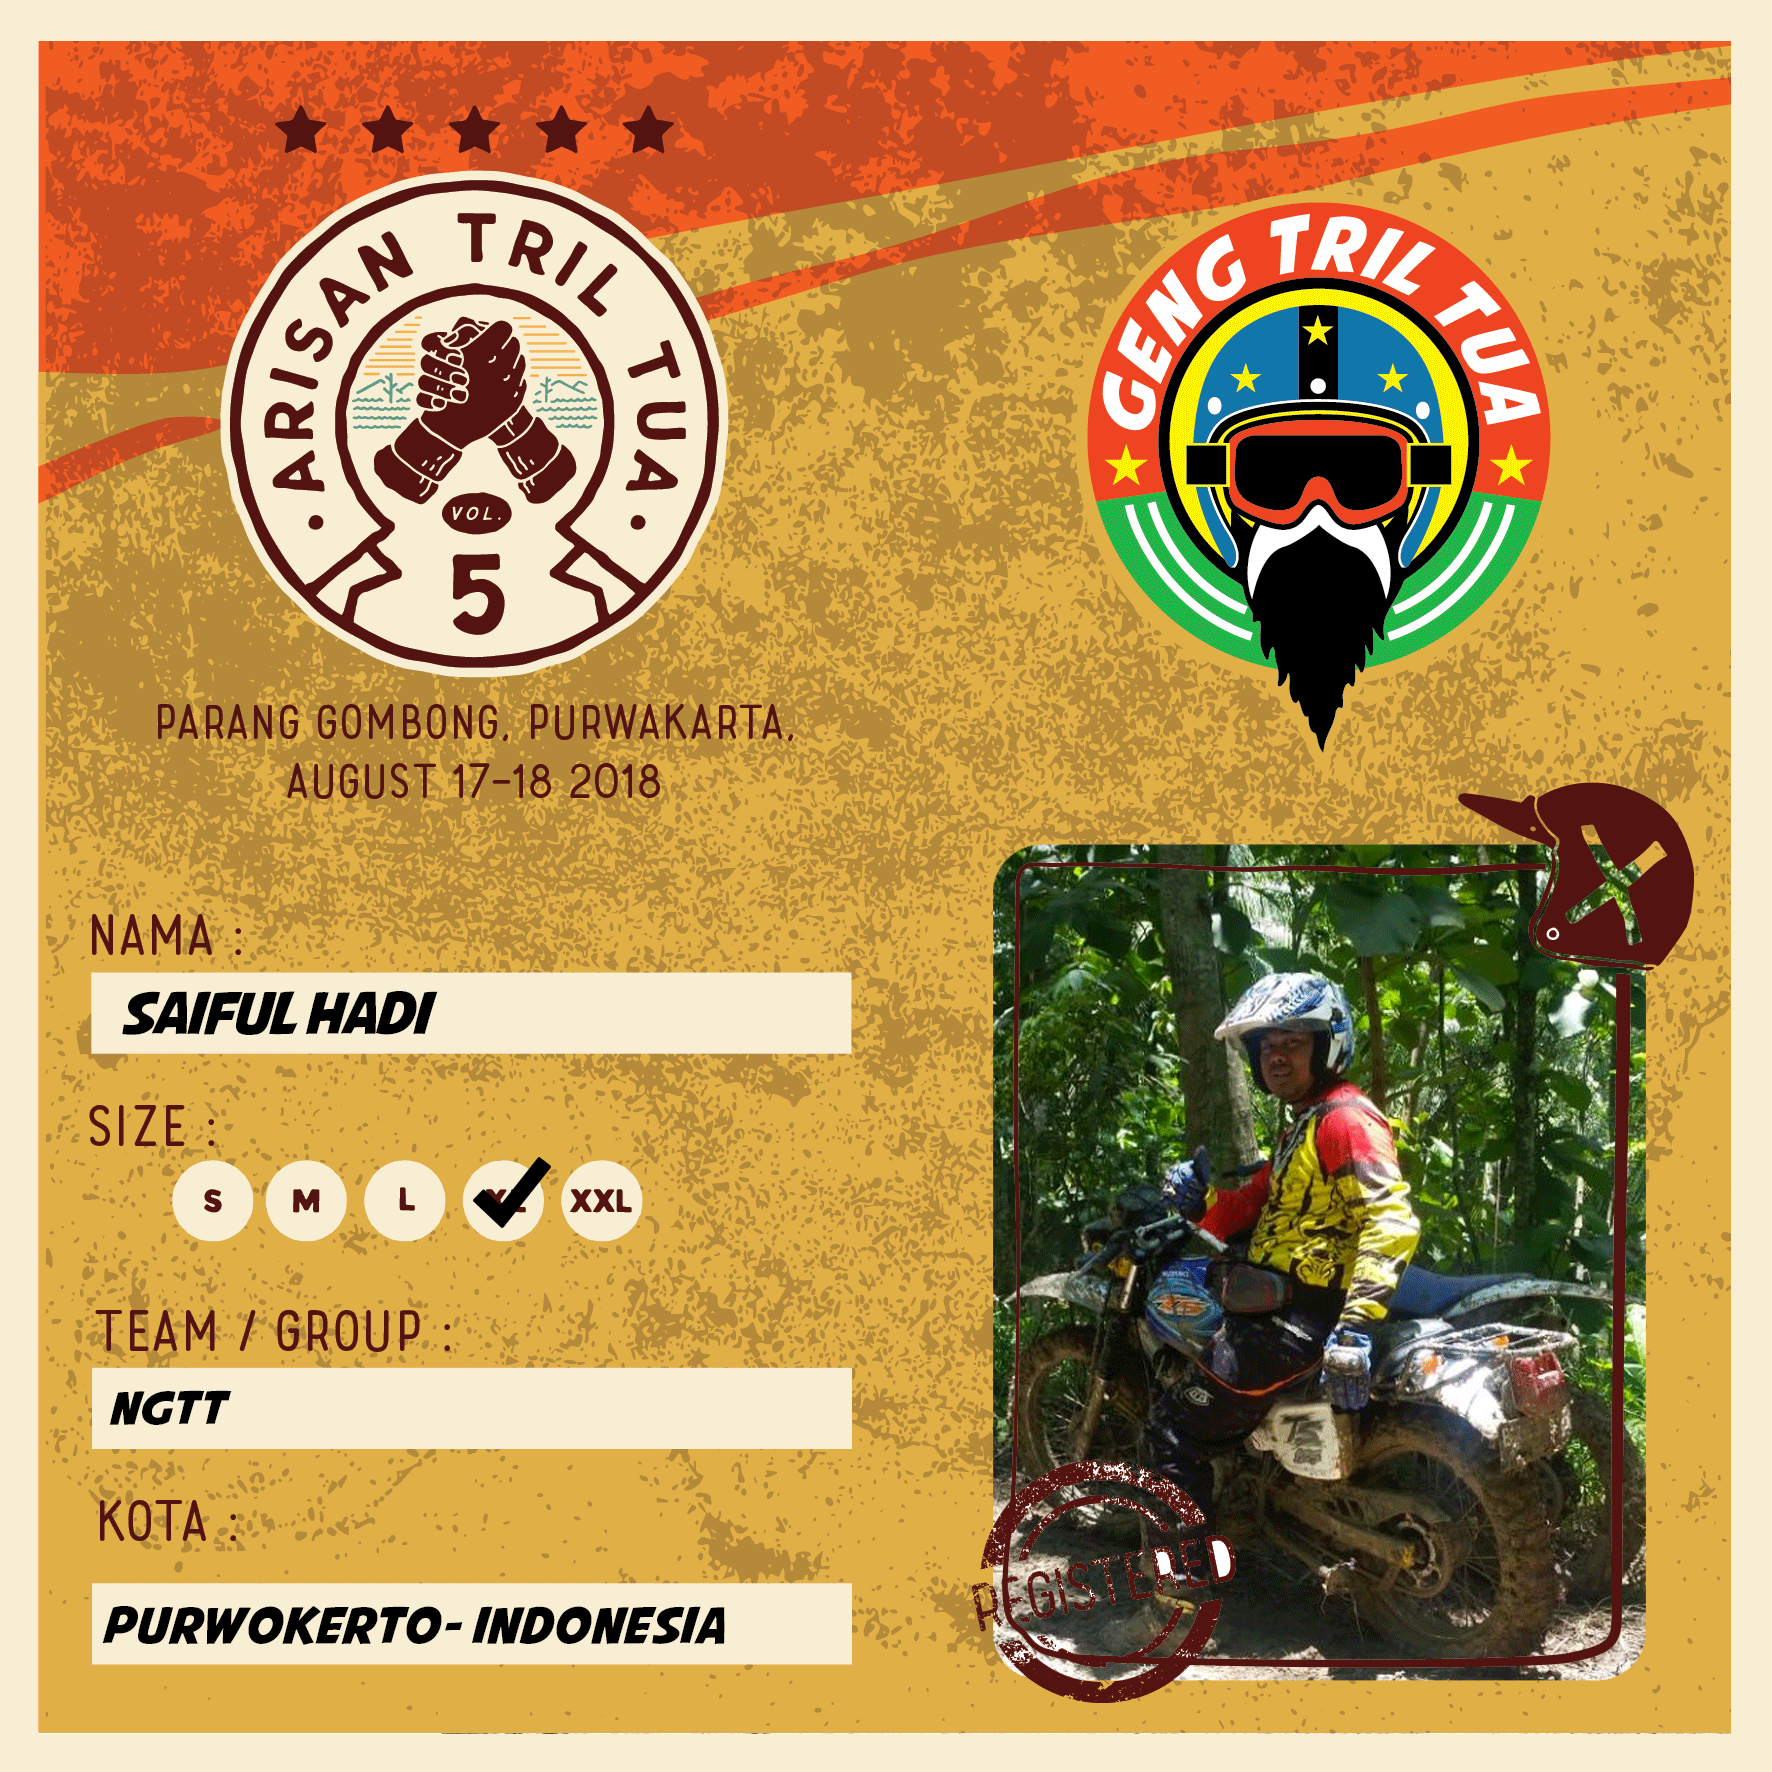 ARISAN TRIL TUA
VOL.
5
GENG TRIL TUA
PARANG GOMBONG, PURWAKARTA,
AUGUST 17-18 2018
NAMA :
SAIFUL HADI
SIZE :
S M L XL XXL
TEAM / GROUP :
NGTT
KOTA :
PURWOKERTO- INDONESIA
REGISTERED